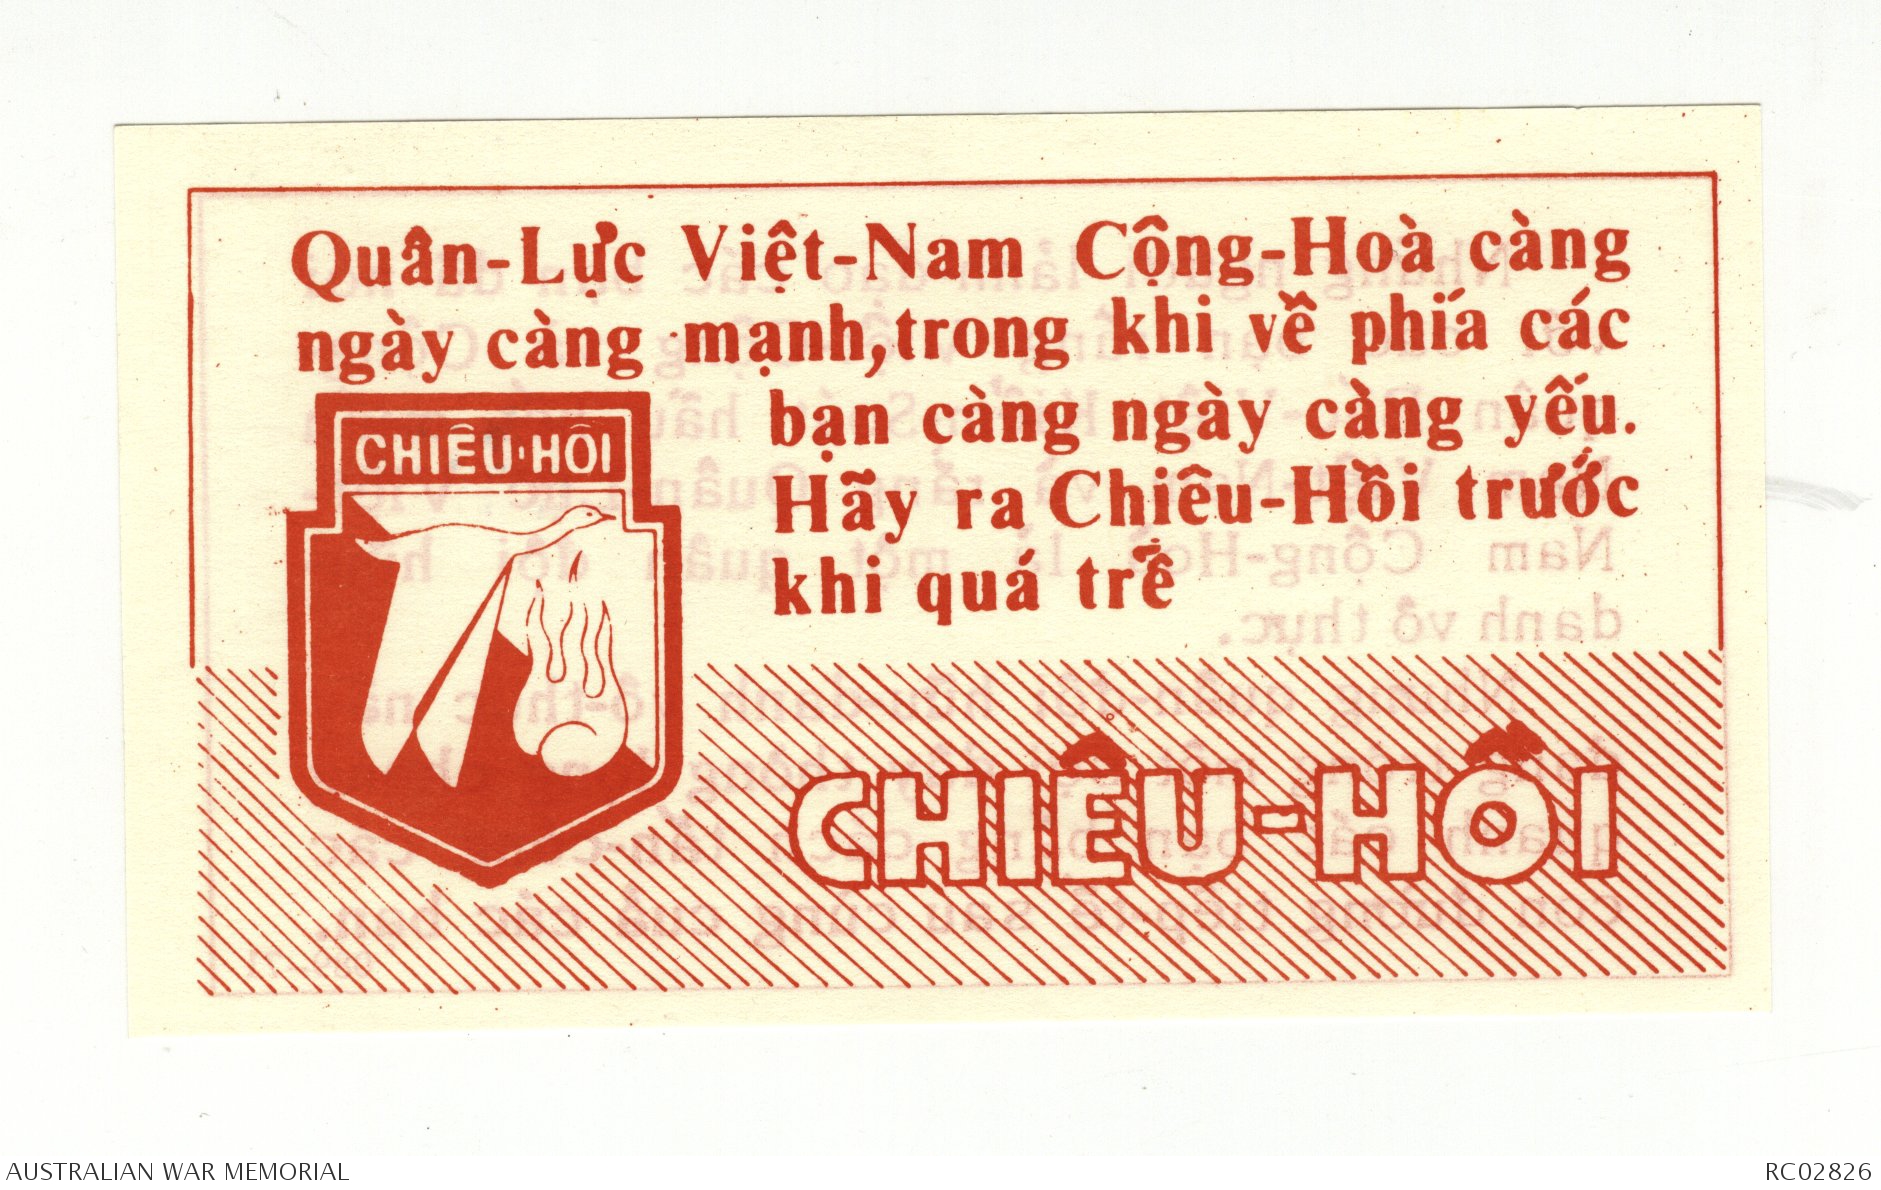 Quân-Lực Việt-Nam Cộng-Hoà càng
ngày càng mạnh, trong khi về phía các
bạn càng ngày càng yếu.
Hãy ra Chiêu-Hồi trước
khi quá trễ
CHIÊU-HỒI
CHIÊU-HỒI
AUSTRALIAN WAR MEMORIAL
RC02826